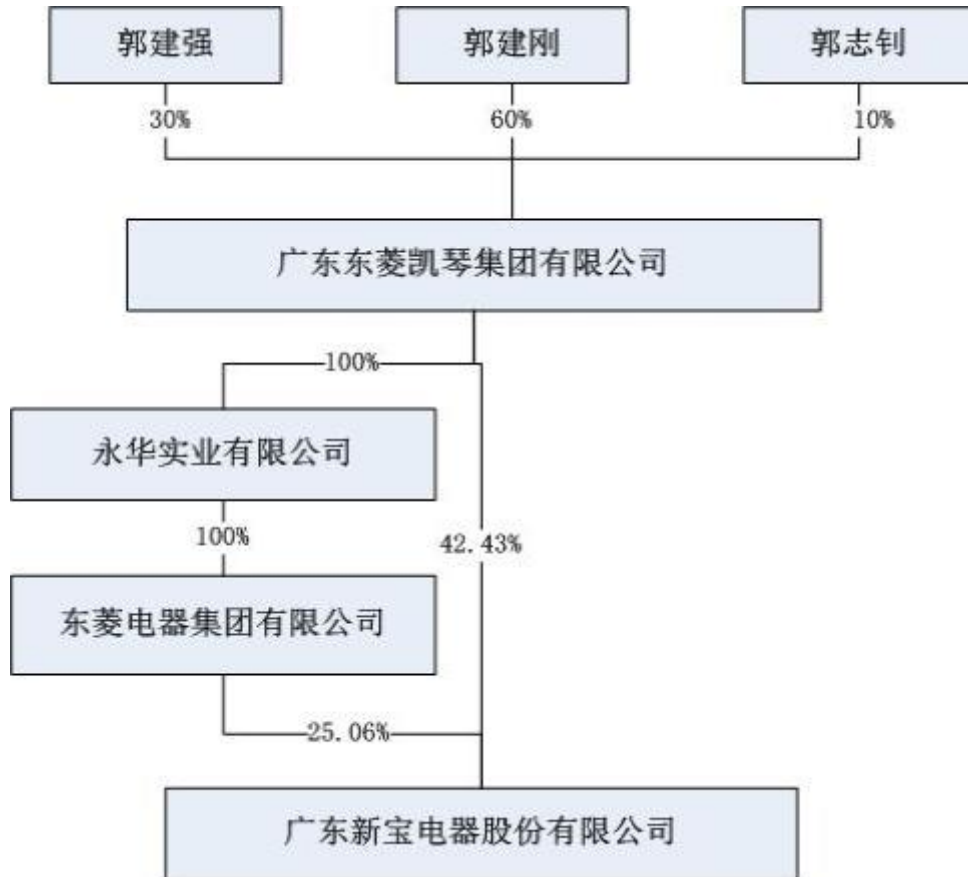 郭建强
郭建刚
郭志钊
30%
60%
10%
广东东菱凯琴集团有限公司
100%
永华实业有限公司
100%
42.43%
东菱电器集团有限公司
25.06%
广东新宝电器股份有限公司